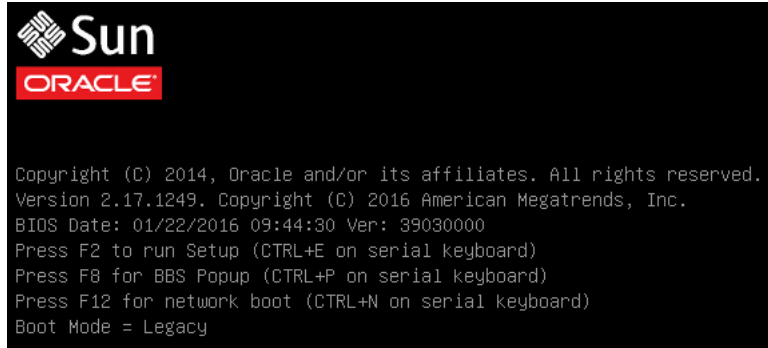 Sun
ORACLE®
Copyright (C) 2014, Oracle and/or its affiliates. All rights reserved.
Version 2.17.1249. Copyright (C) 2016 American Megatrends, Inc.
BIOS Date: 01/22/2016 09:44:30 Ver: 39030000
Press F2 to run Setup (CTRL+E on serial keyboard)
Press F8 for BBS Popup (CTRL+P on serial keyboard)
Press F12 for network boot (CTRL+N on serial keyboard)
Boot Mode = Legacy